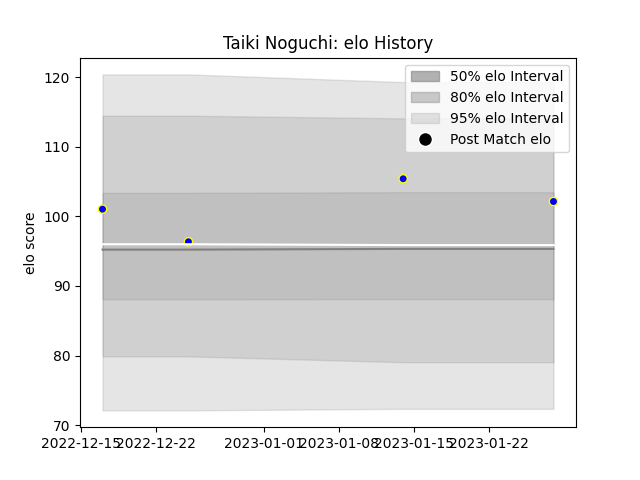 Taiki Noguchi: elo History
50% elo Interval
80% elo Interval
95% elo Interval
Post Match elo
elo score
120
110
100
90
80
70
2022-12-15 2022-12-22 2023-01-01 2023-01-08 2023-01-15 2023-01-22